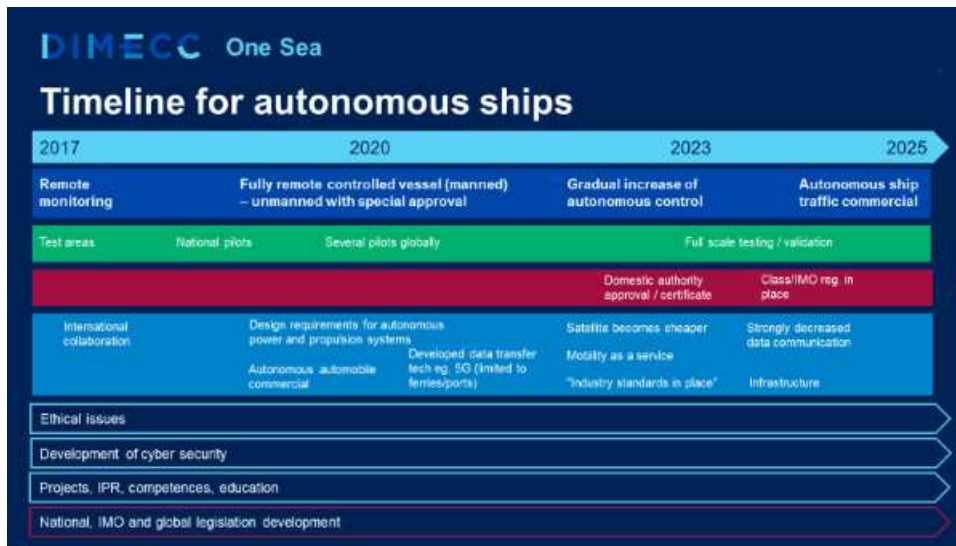 DIMECC One Sea
Timeline for autonomous ships
2017 2020 2023 2025
Remote monitoring
Fully remote controlled vessel (manned)
– unmanned with special approval
Gradual increase of
autonomous control
Autonomous ship
traffic commercial
Test areas National pilots Several pilots globally Full scale testing / validation
Domestic authority
approval / certificate
Class/IMO reg. in
place
International
collaboration
Design requirements for autonomous
power and propulsion systems
Autonomous automobile
commercial
Developed data transfer
tech eg. 5G (limited to
ferries/ports)
Satellite becomes cheaper
Mobility as a service
"Industry standards in place"
Strongly decreased
data communication
Infrastructure
Ethical issues
Development of cyber security
Projects, IPR, competences, education
National, IMO and global legislation development